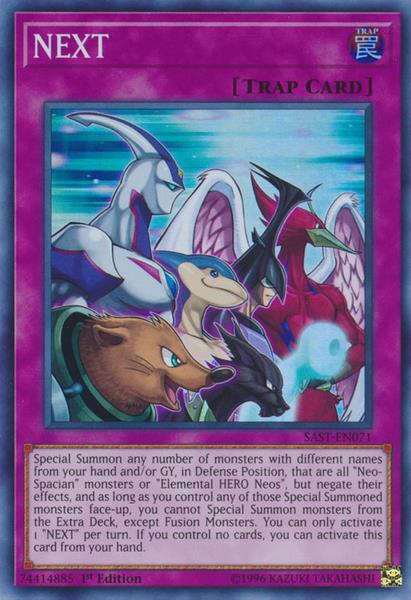 NEXT
TRAP
罠
[TRAP CARD]
SAST-EN071
Special Summon any number of monsters with different names
from your hand and/or GY, in Defense Position, that are all "Neo-
Spacian" monsters or "Elemental HERO Neos", but negate their
effects, and as long as you control any of those Special Summoned
monsters face-up, you cannot Special Summon monsters from
the Extra Deck, except Fusion Monsters. You can only activate
1 "NEXT" per turn. If you control no cards, you can activate this
card from your hand.
74414885 1st Edition ©1996 KAZUKI TAKAHASHI